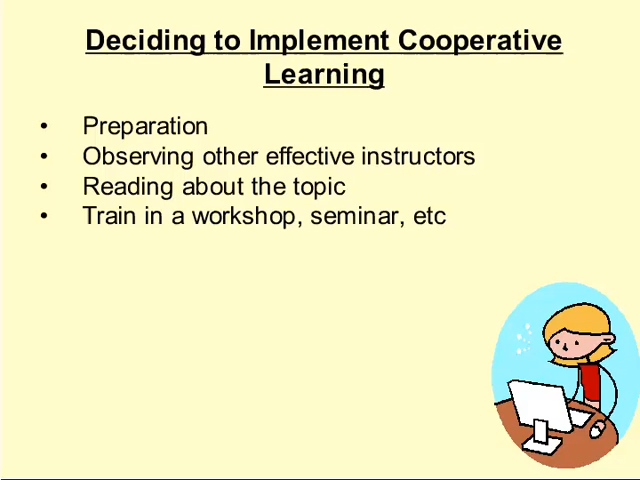 Deciding to Implement Cooperative
Learning
• Preparation
• Observing other effective instructors
• Reading about the topic
• Train in a workshop, seminar, etc